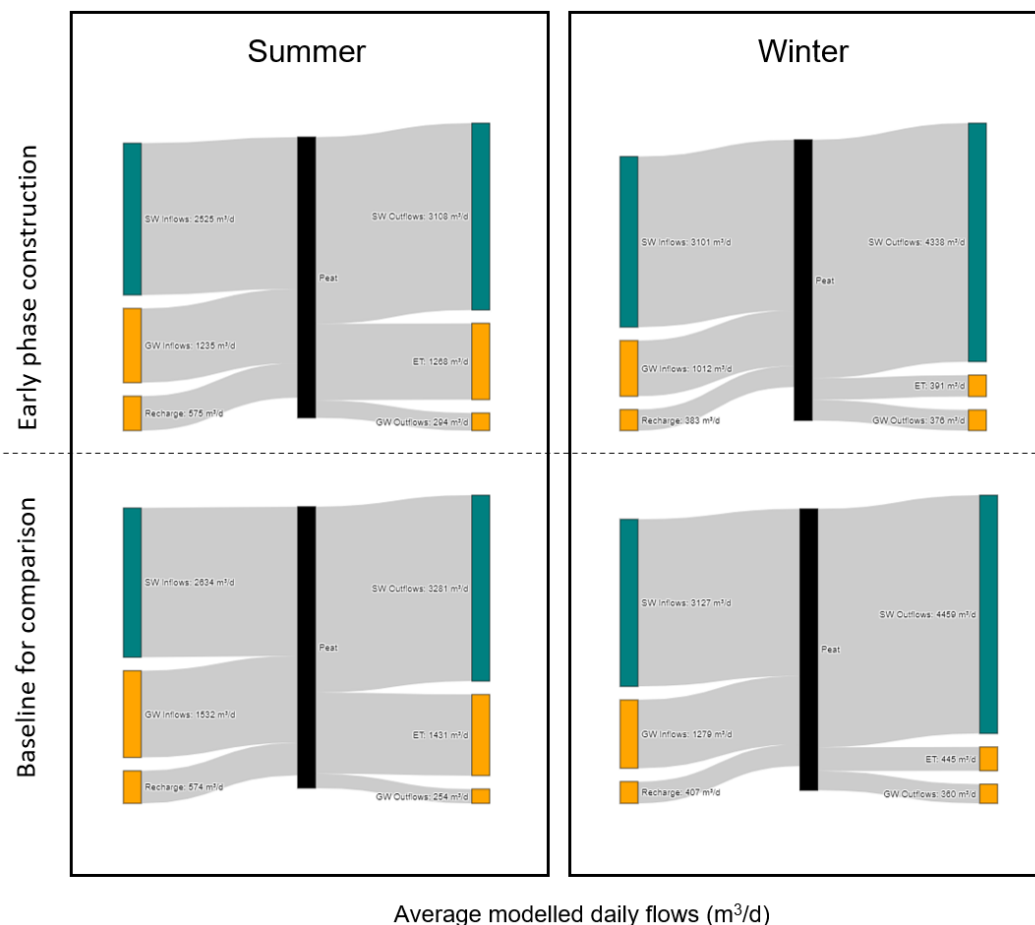 Summer
Winter
Early phase construction
SW Inflows: 2525 m³/d
SW Outflows: 3108 m³/d
Peat
GW Inflows: 1235 m³/d
ET: 1268 m³/d
Recharge: 575 m³/d
GW Outflows: 294 m³/d
SW Inflows: 3101 m³/d
SW Outflows: 4338 m³/d
Peat
GW Inflows: 1012 m³/d
ET: 391 m³/d
Recharge: 383 m³/d
GW Outflows: 376 m³/d
Baseline for comparison
SW Inflows: 2634 m³/d
SW Outflows: 3281 m³/d
Peat
GW Inflows: 1532 m³/d
ET: 1431 m³/d
Recharge: 574 m³/d
GW Outflows: 254 m³/d
SW Inflows: 3127 m³/d
SW Outflows: 4459 m³/d
Peat
GW Inflows: 1279 m³/d
ET: 445 m³/d
Recharge: 407 m³/d
GW Outflows: 360 m³/d
Average modelled daily flows (m³/d)